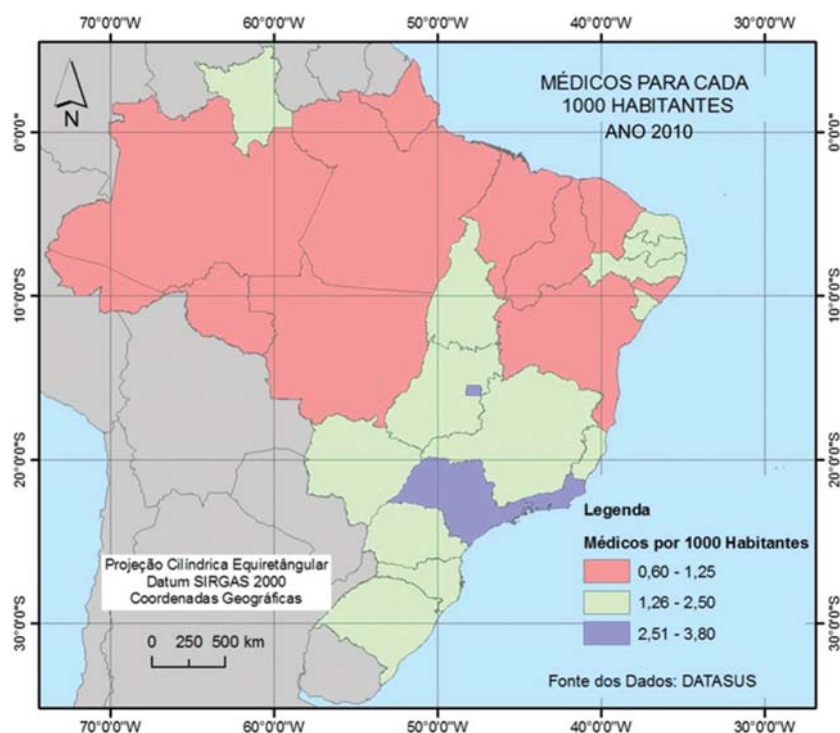 70°0'0"W 60°0'0"W 50°0'0"W 40°0'0"W 30°0'0"W
MÉDICOS PARA CADA
1000 HABITANTES
ANO 2010
N
0°0'0" 0°0'0"
10°0'0"S 10°0'0"S
20°0'0"S 20°0'0"S
30°0'0"S 30°0'0"S
Legenda
Médicos por 1000 Habitantes
0,60 - 1,25
1,26 - 2,50
2,51 - 3,80
Projeção Cilíndrica Equiretângular
Datum SIRGAS 2000
Coordenadas Geográficas
0 250 500 km
Fonte dos Dados: DATASUS
70°0'0"W 60°0'0"W 50°0'0"W 40°0'0"W 30°0'0"W